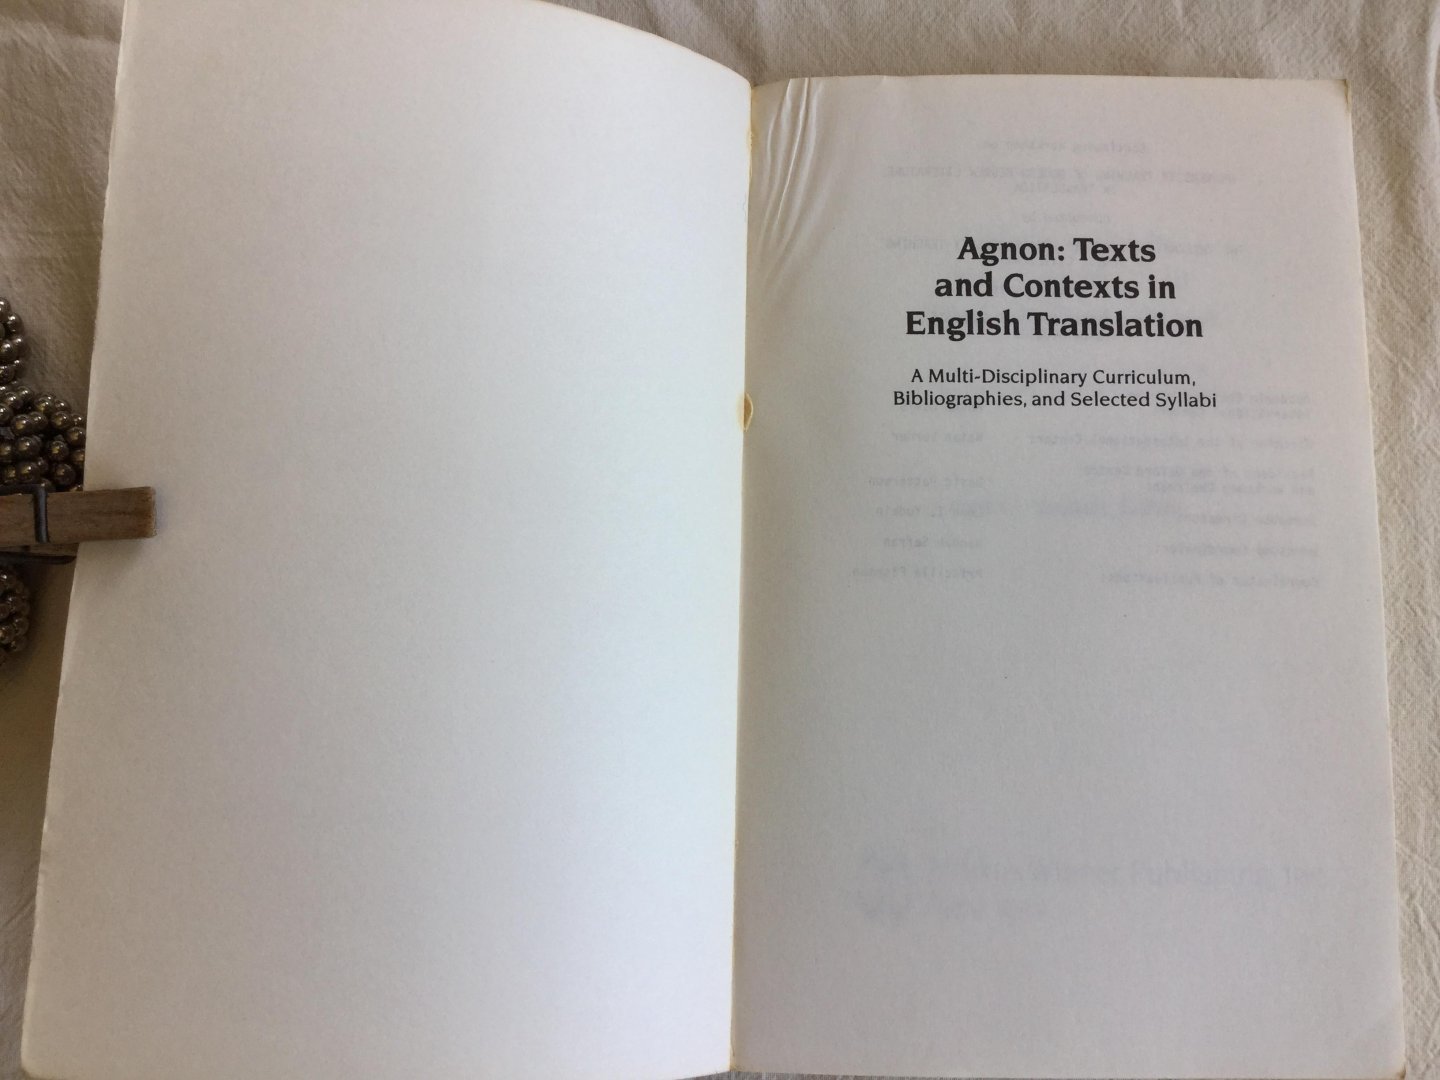 Agnon: Texts
and Contexts in
English Translation
A Multi-Disciplinary Curriculum,
Bibliographies, and Selected Syllabi